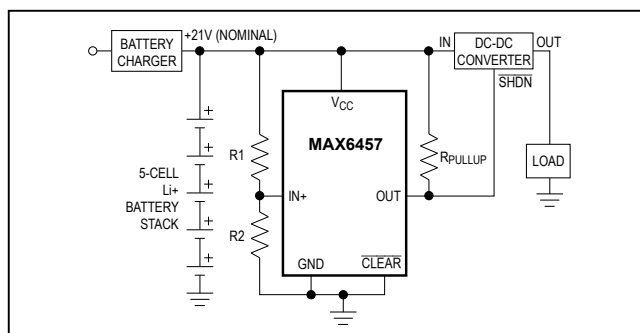 BATTERY
CHARGER
+21V (NOMINAL)
IN
DC-DC
CONVERTER
OUT
SHDN
VCC
MAX6457
R1
RPULLUP
LOAD
5-CELL
Li+
BATTERY
STACK
IN+
OUT
R2
GND
CLEAR
+
+
+
+
+